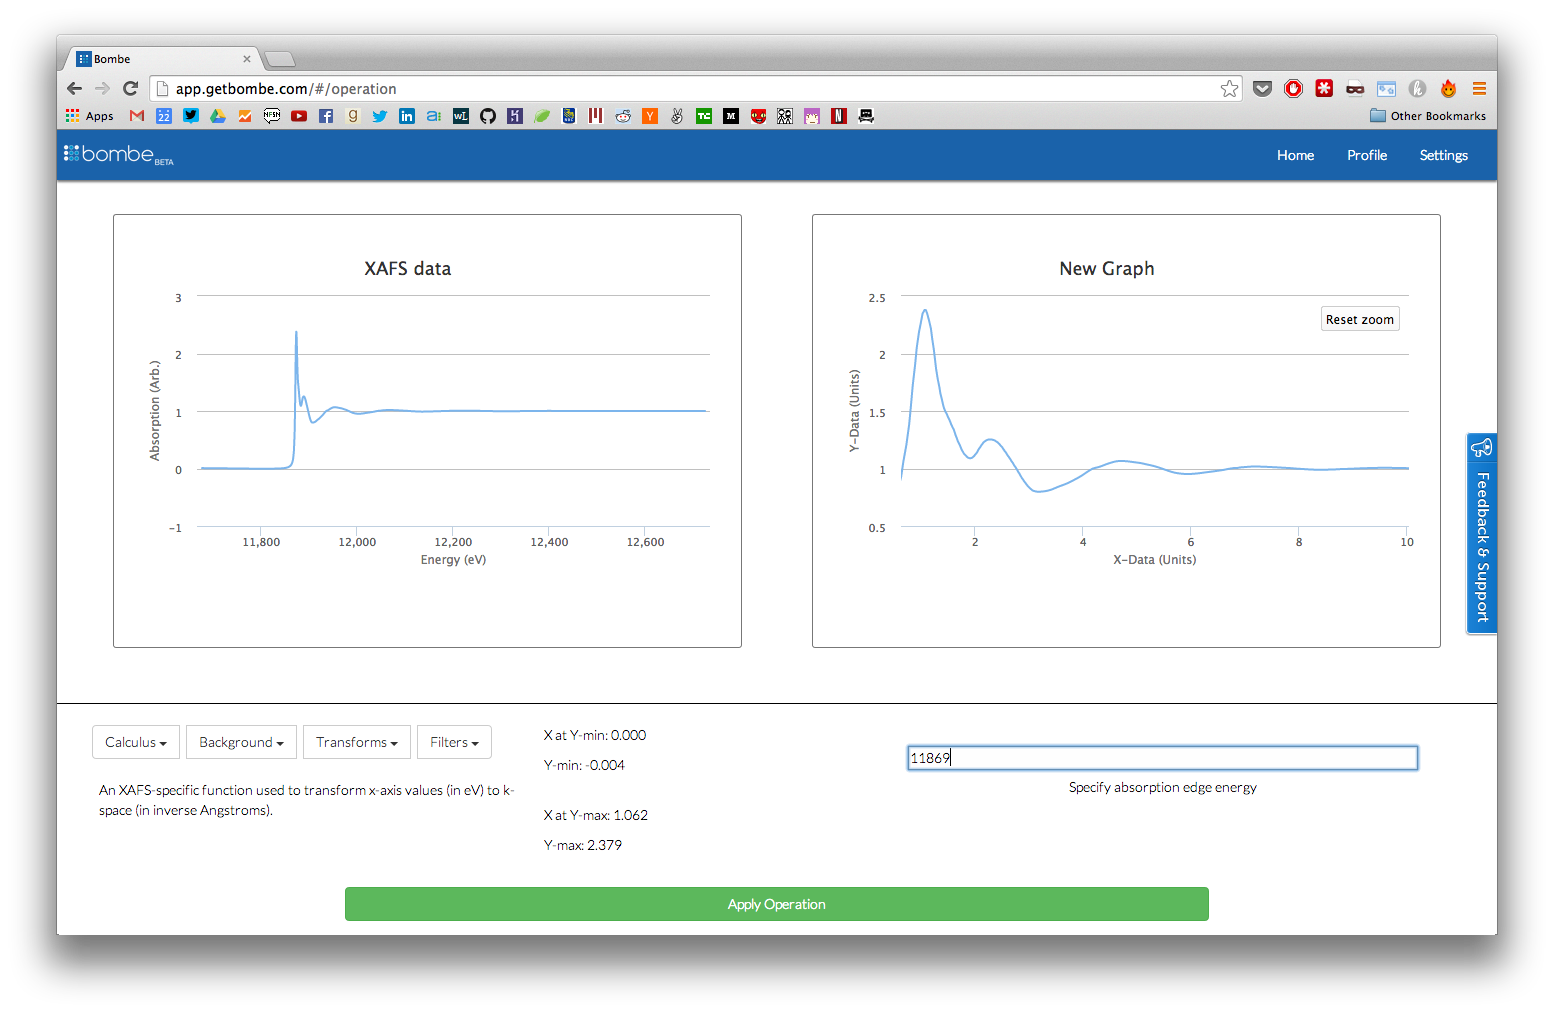 Bombe
app.getbombe.com/#/operation
Apps
22
HFSN
g
a:
wL
Y
TC
M
N
Other Bookmarks
bombe BETA
Home Profile Settings
XAFS data
3
2
1
0
-1
Absorption (Arb.)
11,800 12,000 12,200 12,400 12,600
Energy (eV)
New Graph
Reset zoom
2.5
2
1.5
1
0.5
Y-Data (Units)
2 4 6 8 10
X-Data (Units)
Feedback & Support
Calculus Background Transforms Filters
An XAFS-specific function used to transform x-axis values (in eV) to k-
space (in inverse Angstroms).
X at Y-min: 0.000
Y-min: -0.004
X at Y-max: 1.062
Y-max: 2.379
11869
Specify absorption edge energy
Apply Operation